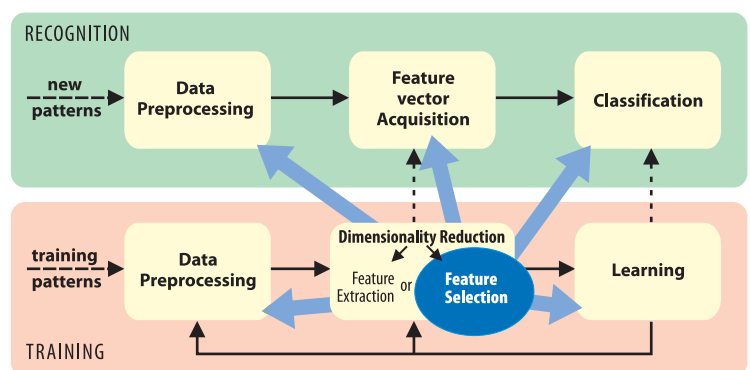 RECOGNITION
new
patterns
Data
Preprocessing
Feature
vector
Acquisition
Classification
training
patterns
Data
Preprocessing
Dimensionality Reduction
Feature
Extraction
or
Feature
Selection
Learning
TRAINING